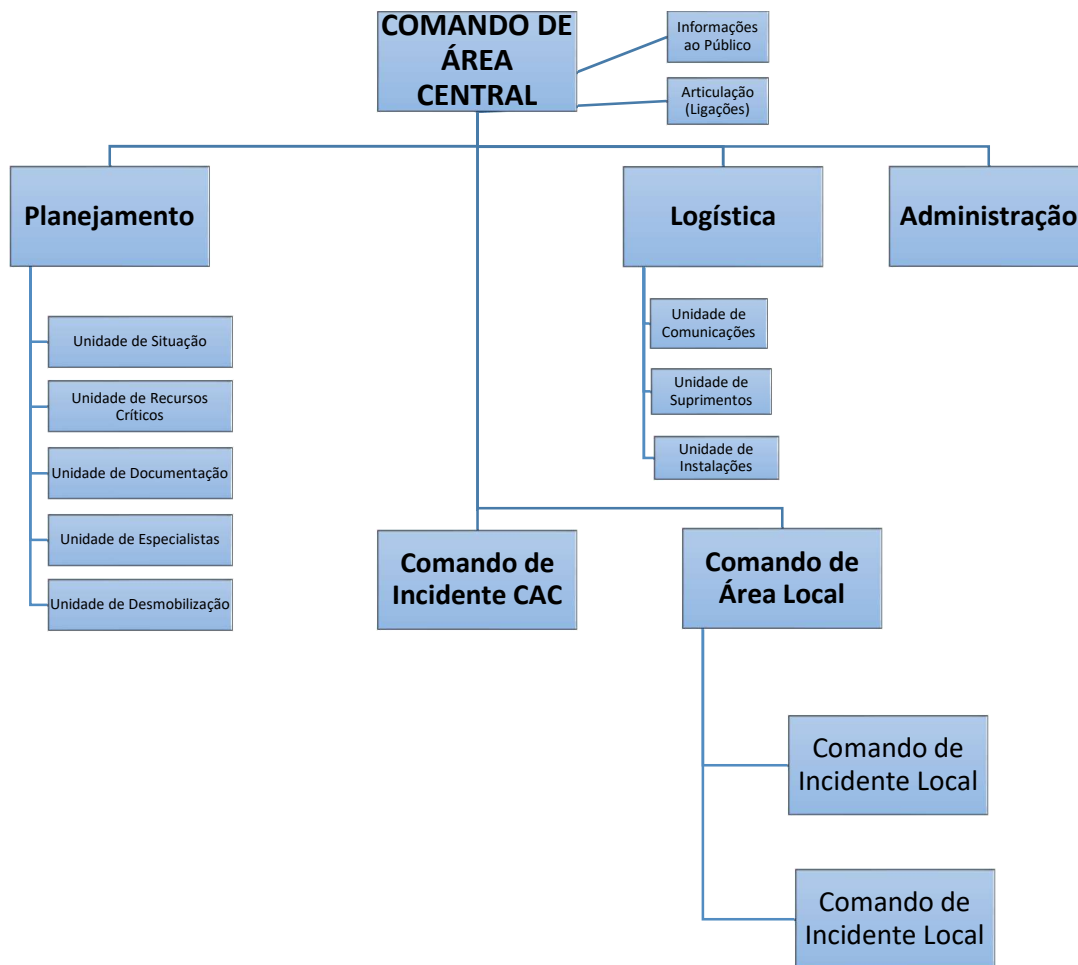 COMANDO DE
ÁREA
CENTRAL
Informações
ao Público
Articulação
(Ligações)
Planejamento
Logística
Administração
Unidade de Situação
Unidade de Recursos
Críticos
Unidade de Documentação
Unidade de Especialistas
Unidade de Desmobilização
Unidade de
Comunicações
Unidade de
Suprimentos
Unidade de
Instalações
Comando de
Incidente CAC
Comando de
Área Local
Comando de
Incidente Local
Comando de
Incidente Local